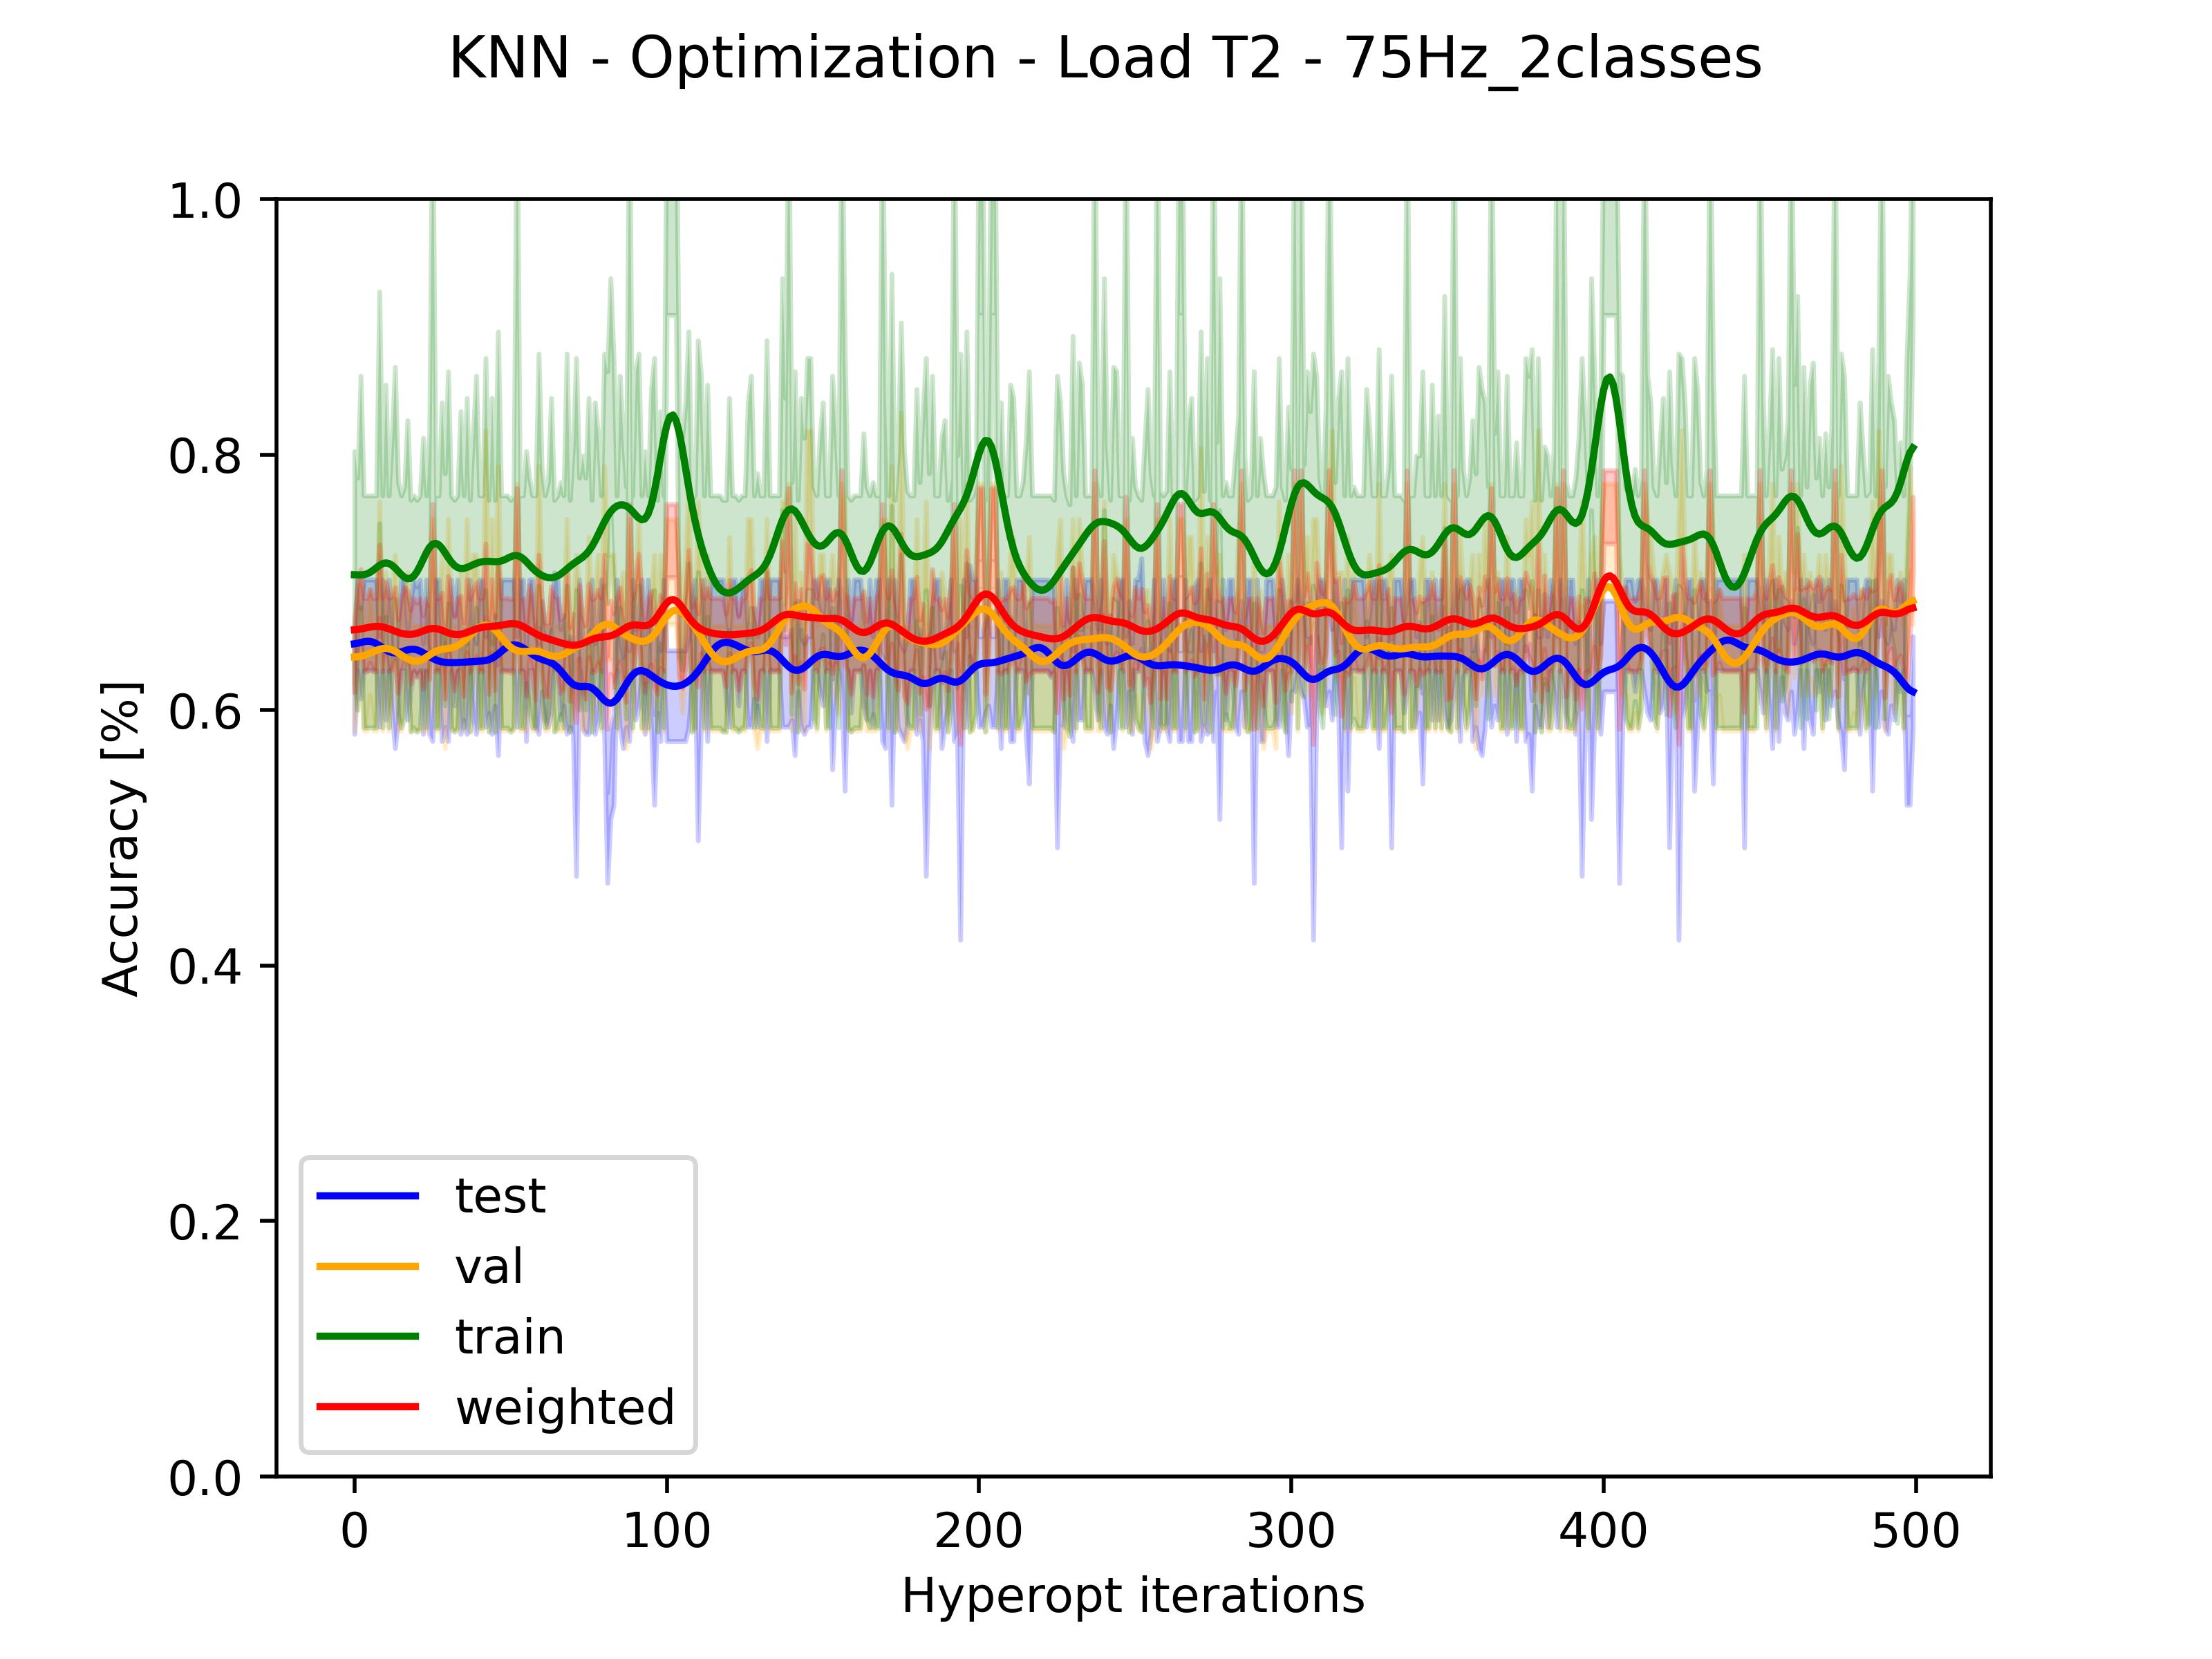 KNN - Optimization - Load T2 - 75Hz_2classes
1.0
0.8
0.6
0.4
0.2
0.0
Accuracy [%]
test
val
train
weighted
0 100 200 300 400 500
Hyperopt iterations